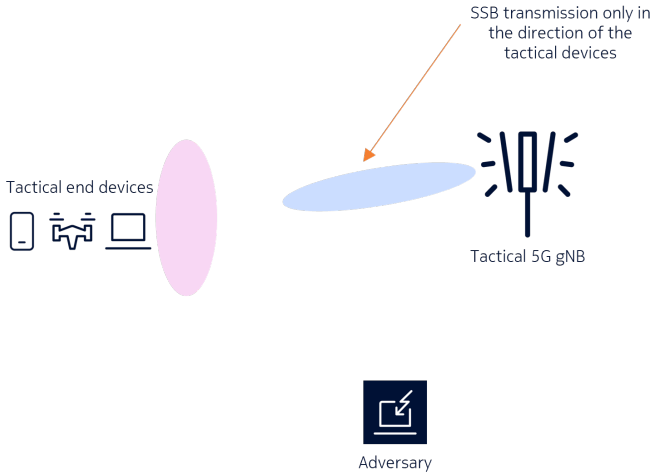 SSB transmission only in
the direction of the
tactical devices
Tactical end devices
Tactical 5G gNB
Adversary